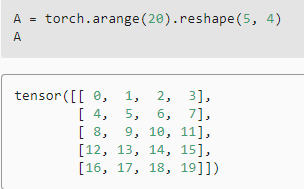 A = torch.arange(20).reshape(5, 4)
A
tensor([[ 0,  1,  2,  3],
        [ 4,  5,  6,  7],
        [ 8,  9, 10, 11],
        [12, 13, 14, 15],
        [16, 17, 18, 19]])